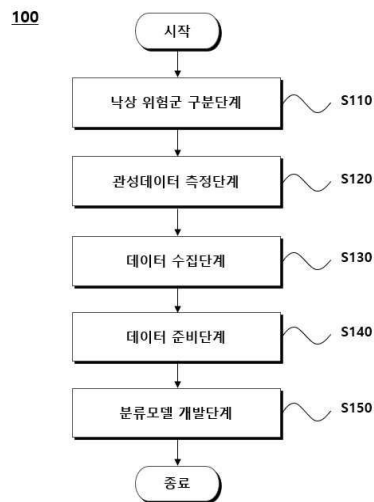 100
시작
낙상 위험군 구분단계
S110
관성데이터 측정단계
S120
데이터 수집단계
S130
데이터 준비단계
S140
분류모델 개발단계
S150
종료